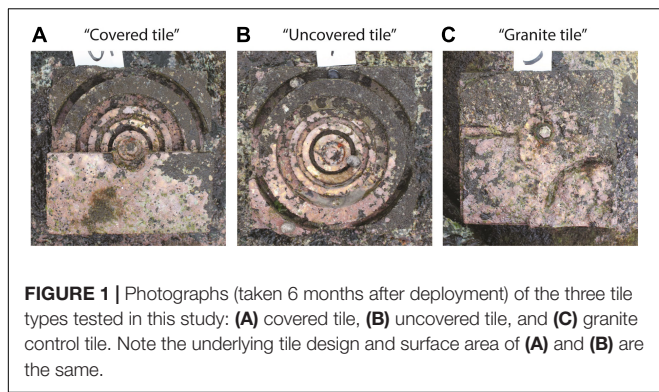 A "Covered tile" B "Uncovered tile" C "Granite tile"
FIGURE 1 | Photographs (taken 6 months after deployment) of the three tile
types tested in this study: (A) covered tile, (B) uncovered tile, and (C) granite
control tile. Note the underlying tile design and surface area of (A) and (B) are
the same.